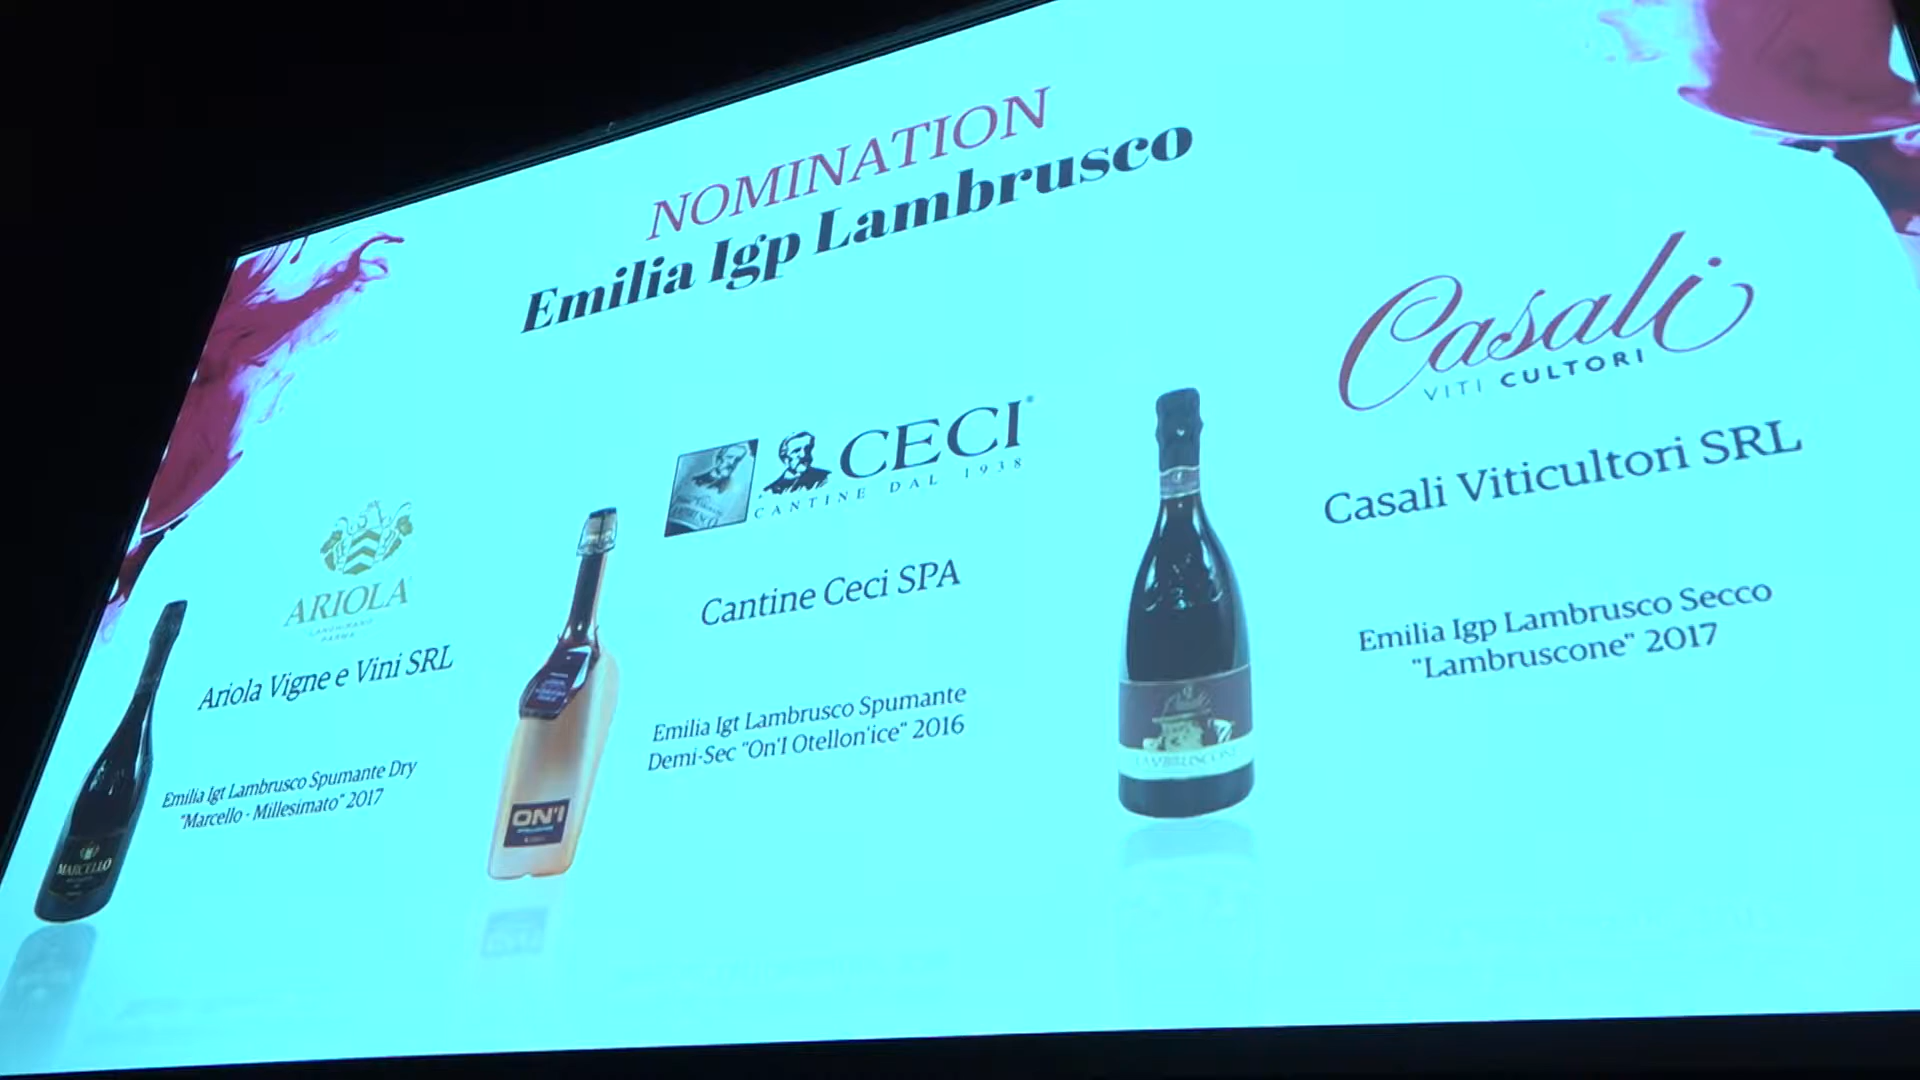 NOMINATION
Emilia Igp Lambrusco
ARIOLA
Ariola Vigne e Vini SRL
Emilia Igt Lambrusco Spumante Dry
"Marcello - Millesimato" 2017
MARCELLO
CECI
CANTINE DAL 1938
Cantine Ceci SPA
Emilia Igt Lambrusco Spumante
Demi-Sec "On'I Otellon'ice" 2016
ON'I
Casali
VITI CULTORI
Casali Viticultori SRL
Emilia Igp Lambrusco Secco
"Lambruscone" 2017
LAMBRUSCONE